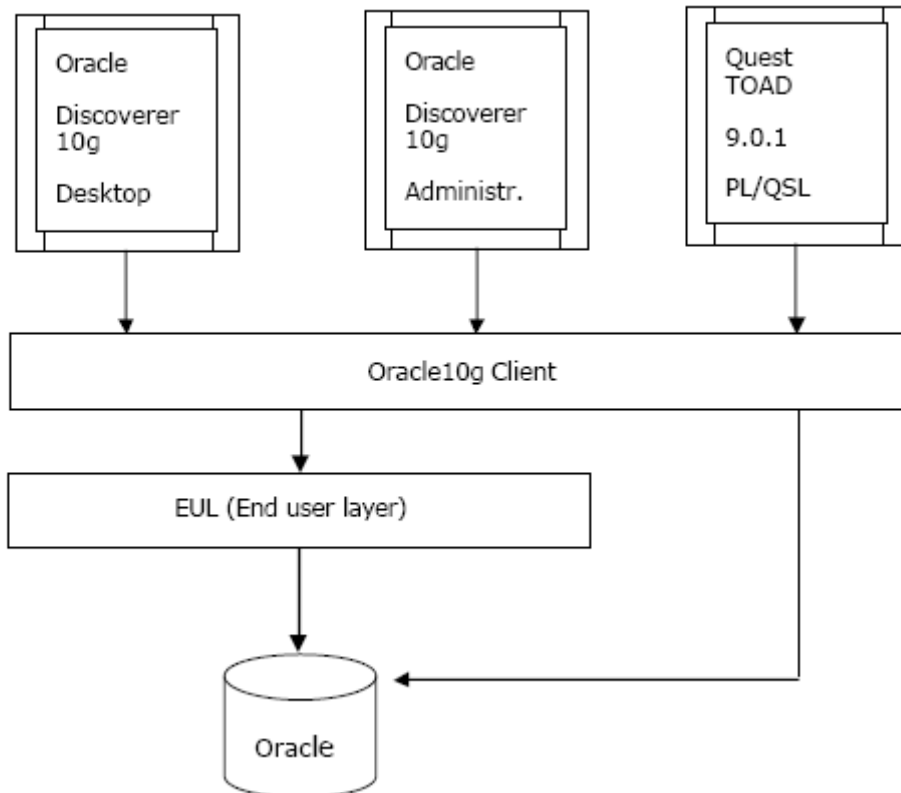 Oracle
Discoverer
10g
Desktop
Oracle
Discoverer
10g
Administr.
Quest
TOAD
9.0.1
PL/QSL
Oracle10g Client
EUL (End user layer)
Oracle